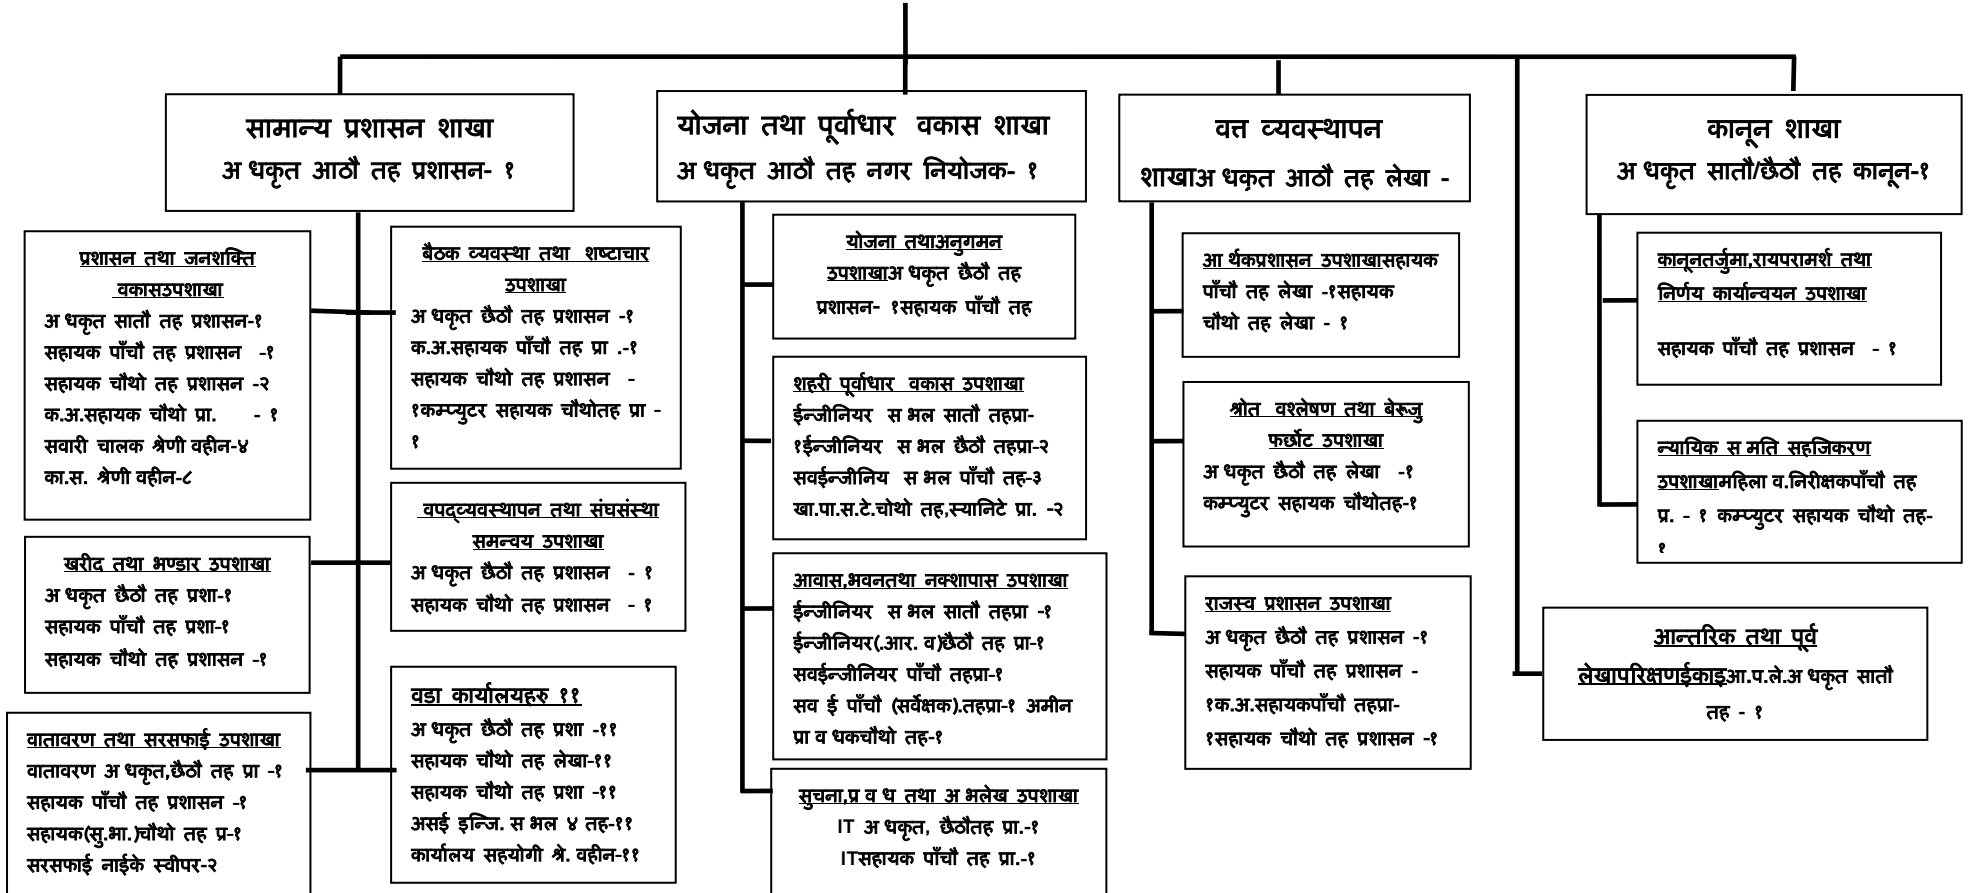 सामान्य प्रशासन शाखा
अ धकृत आठौ तह प्रशासन- १
योजना तथा पूर्वाधार वकास शाखा
अ धकृत आठौ तह नगर नियोजक- १
वत्त व्यवस्थापन
शाखाअ धकृत आठौ तह लेखा -
कानून शाखा
अ धकृत सातौ/छैठौ तह कानून-१
प्रशासन तथा जनशक्ति
वकासउपशाखा
अ धकृत सातौ तह प्रशासन-१
सहायक पाँचौ तह प्रशासन -१
सहायक चौथो तह प्रशासन -२
क.अ.सहायक चौथो प्रा. - १
सवारी चालक श्रेणी वहीन-४
का.स. श्रेणी वहीन-८
खरीद तथा भण्डार उपशाखा
अ धकृत छैठौ तह प्रशा-१
सहायक पाँचौ तह प्रशा-१
सहायक चौथो तह प्रशासन -१
वातावरण तथा सरसफाई उपशाखा
वातावरण अ धकृत,छैठौ तह प्रा -१
सहायक पाँचौ तह प्रशासन -१
सहायक(सु.भा.)चौथो तह प्र-१
सरसफाई नाईके स्वीपर-२
बैठक व्यवस्था तथा शष्टाचार
उपशाखा
अ धकृत छैठौ तह प्रशासन -१
क.अ.सहायक पाँचौ तह प्रा .-१
सहायक चौथो तह प्रशासन -
१कम्प्युटर सहायक चौथोतह प्रा -
१
वपद्व्यवस्थापन तथा संघसंस्था
समन्वय उपशाखा
अ धकृत छैठौ तह प्रशासन - १
सहायक चौथो तह प्रशासन - १
वडा कार्यालयहरु ११
अ धकृत छैठौ तह प्रशा -११
सहायक चौथो तह लेखा-११
सहायक चौथो तह प्रशा -११
असई इन्जि. स भल ४ तह-११
कार्यालय सहयोगी श्रे. वहीन-११
योजना तथाअनुगमन
उपशाखाअ धकृत छैठौ तह
प्रशासन- १सहायक पाँचौ तह
शहरी पूर्वाधार वकास उपशाखा
ईन्जीनियर स भल सातौ तहप्रा-
१ईन्जीनियर स भल छैठौ तहप्रा-२
सवईन्जीनिय स भल पाँचौ तह-३
खा.पा.स.टे.चोथो तह,स्यानिटे प्रा. -२
आवास,भवनतथा नक्शापास उपशाखा
ईन्जीनियर स भल सातौ तहप्रा -१
ईन्जीनियर(.आर. व)छैठौ तह प्रा-१
सवईन्जीनियर पाँचौ तहप्रा-१
सव ई पाँचौ (सर्वेक्षक).तहप्रा-१ अमीन
प्रा व धकचौथो तह-१
सुचना,प्र व ध तथा अ भलेख उपशाखा
IT अ धकृत, छैठौतह प्रा.-१
ITसहायक पाँचौ तह प्रा.-१
आ र्थकप्रशासन उपशाखासहायक
पाँचौ तह लेखा -१सहायक
चौथो तह लेखा - १
श्रोत वश्लेषण तथा बेरूजु
फर्छोट उपशाखा
अ धकृत छैठौ तह लेखा -१
कम्प्युटर सहायक चौथोतह-१
राजस्व प्रशासन उपशाखा
अ धकृत छैठौ तह प्रशासन -१
सहायक पाँचौ तह प्रशासन -
१क.अ.सहायकपाँचौ तहप्रा-
१सहायक चौथो तह प्रशासन -१
कानूनतर्जुमा,रायपरामर्श तथा
निर्णय कार्यान्वयन उपशाखा
सहायक पाँचौ तह प्रशासन - १
न्यायिक स मति सहजिकरण
उपशाखामहिला व.निरीक्षकपाँचौ तह
प्र. - १ कम्प्युटर सहायक चौथो तह-
१
आन्तरिक तथा पूर्व
लेखापरिक्षणईकाइआ.प.ले.अ धकृत सातौ
तह - १